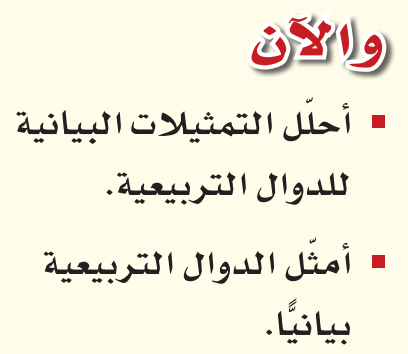 والآن
▪ أحلّل التمثيلات البيانية
للدوال التربيعية.
▪ أمثّل الدوال التربيعية
بيانيًّا.